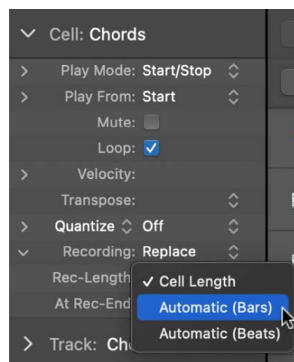 Cell: Chords
Play Mode: Start/Stop
Play From: Start
Mute:
Loop:
Velocity:
Transpose:
Quantize Off
Recording: Replace
Rec-Length
✓ Cell Length
Automatic (Bars)
At Rec-End
Automatic (Beats)
Track: